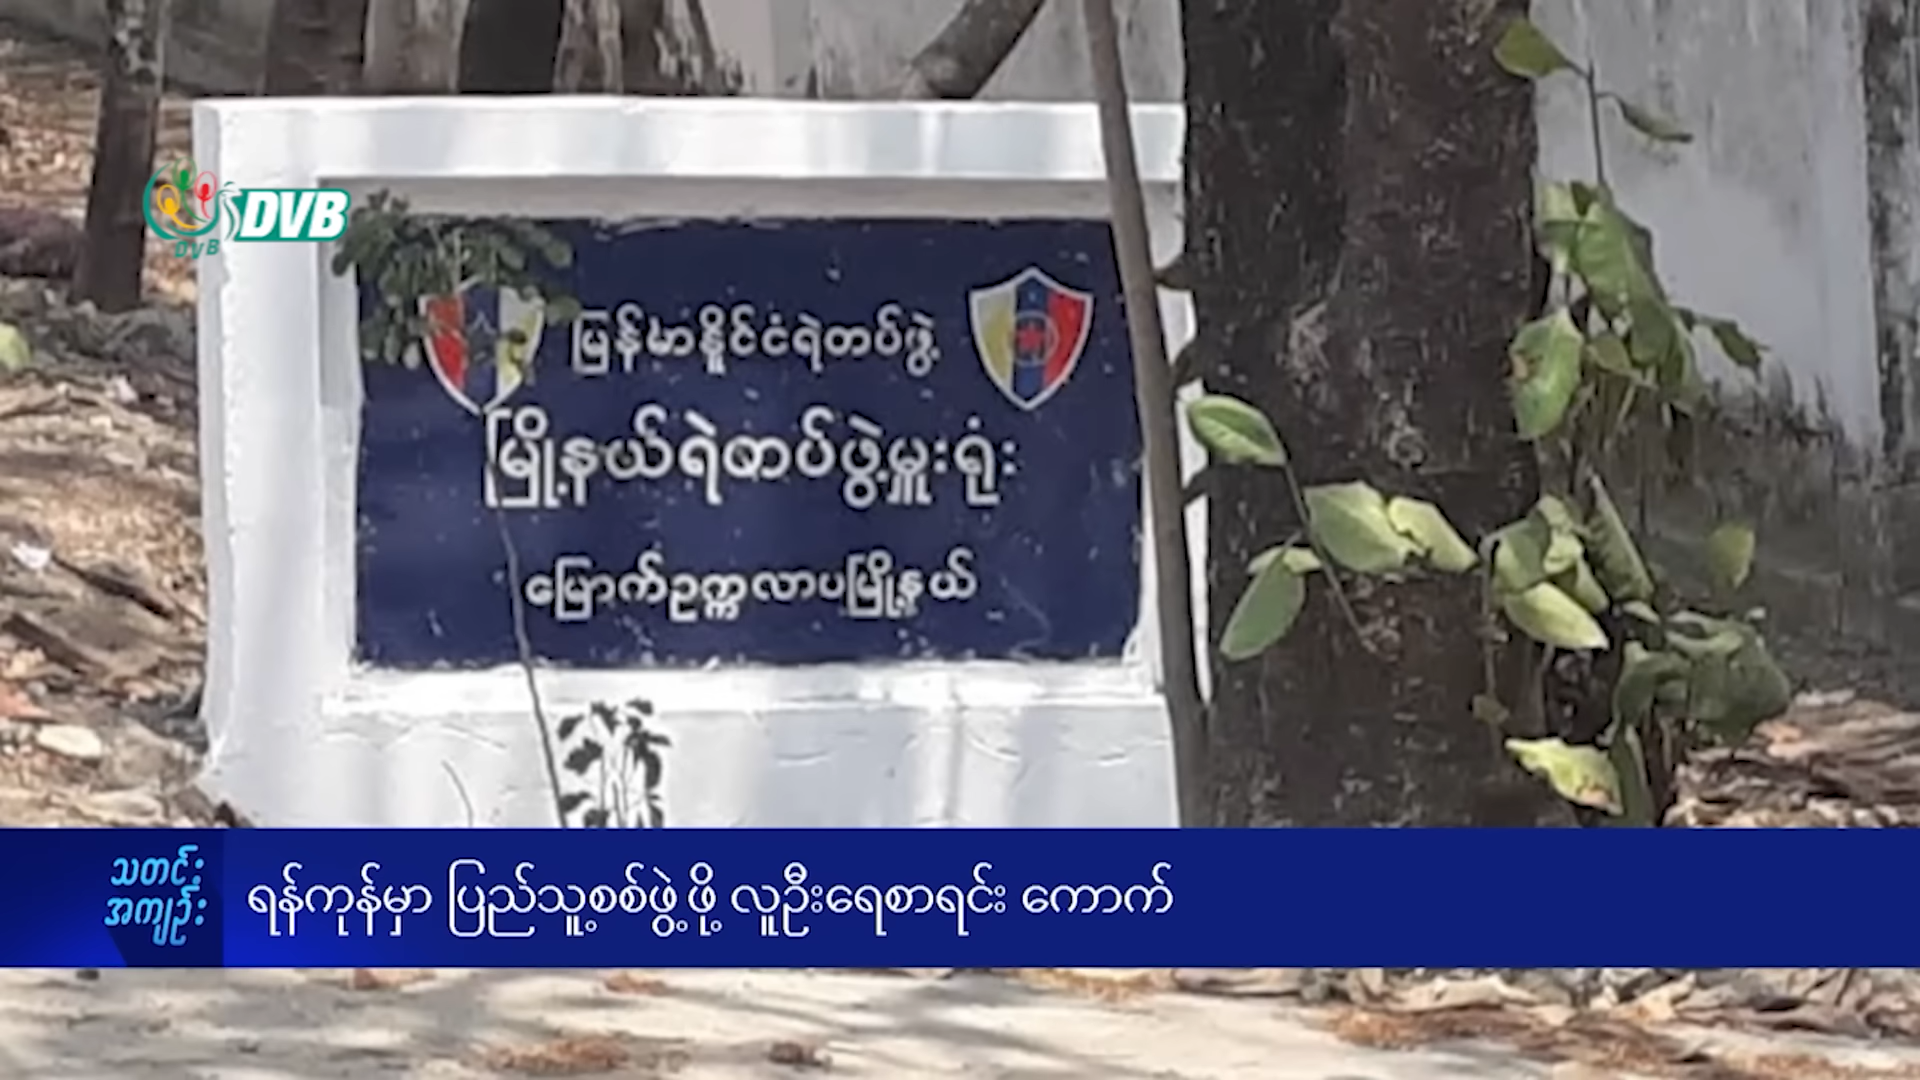 DVB
DVB
မြန်မာနိုင်ငံရဲတပ်ဖွဲ့
မြို့နယ်ရဲတပ်ဖွဲ့မှူးရုံး
မြောက်ဥက္ကလာပမြို့နယ်
သတင်း
အကျဉ်း
ရန်ကုန်မှာ ပြည်သူ့စစ်ဖွဲ့ဖို့ လူဦးရေစာရင်း ကောက်